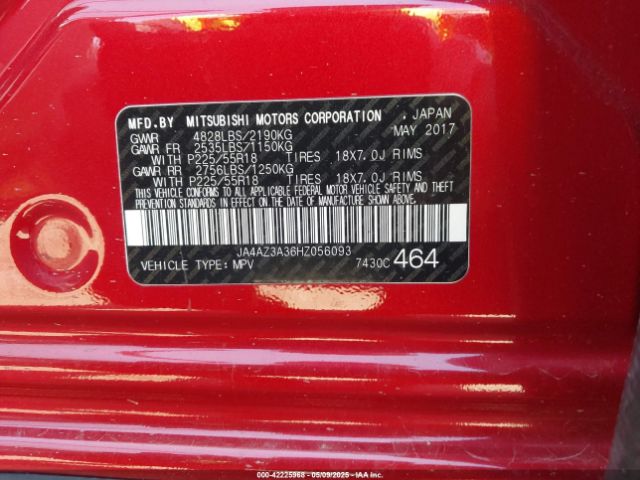 MFD.BY MITSUBISHI MOTORS CORPORATION . JAPAN
GVWR 4828LBS/2190KG MAY 2017
GAWR FR 2535LBS/1150KG
WITH P225/55R18 TIRES 18X7.0J RIMS
GAWR RR 2756LBS/1250KG
WITH P225/55R18 TIRES 18X7.0J RIMS
THIS VEHICLE CONFORMS TO ALL APPLICABLE FEDERAL MOTOR VEHICLE SAFETY AND THEFT
PREVENTION STANDARDS IN EFFECT ON THE DATE OF MANUFACTURE SHOWN ABOVE.
JA4AZ3A36HZ056093
VEHICLE TYPE: MPV 7430C 464
000-42225968 - 05/09/2025 - IAA Inc.